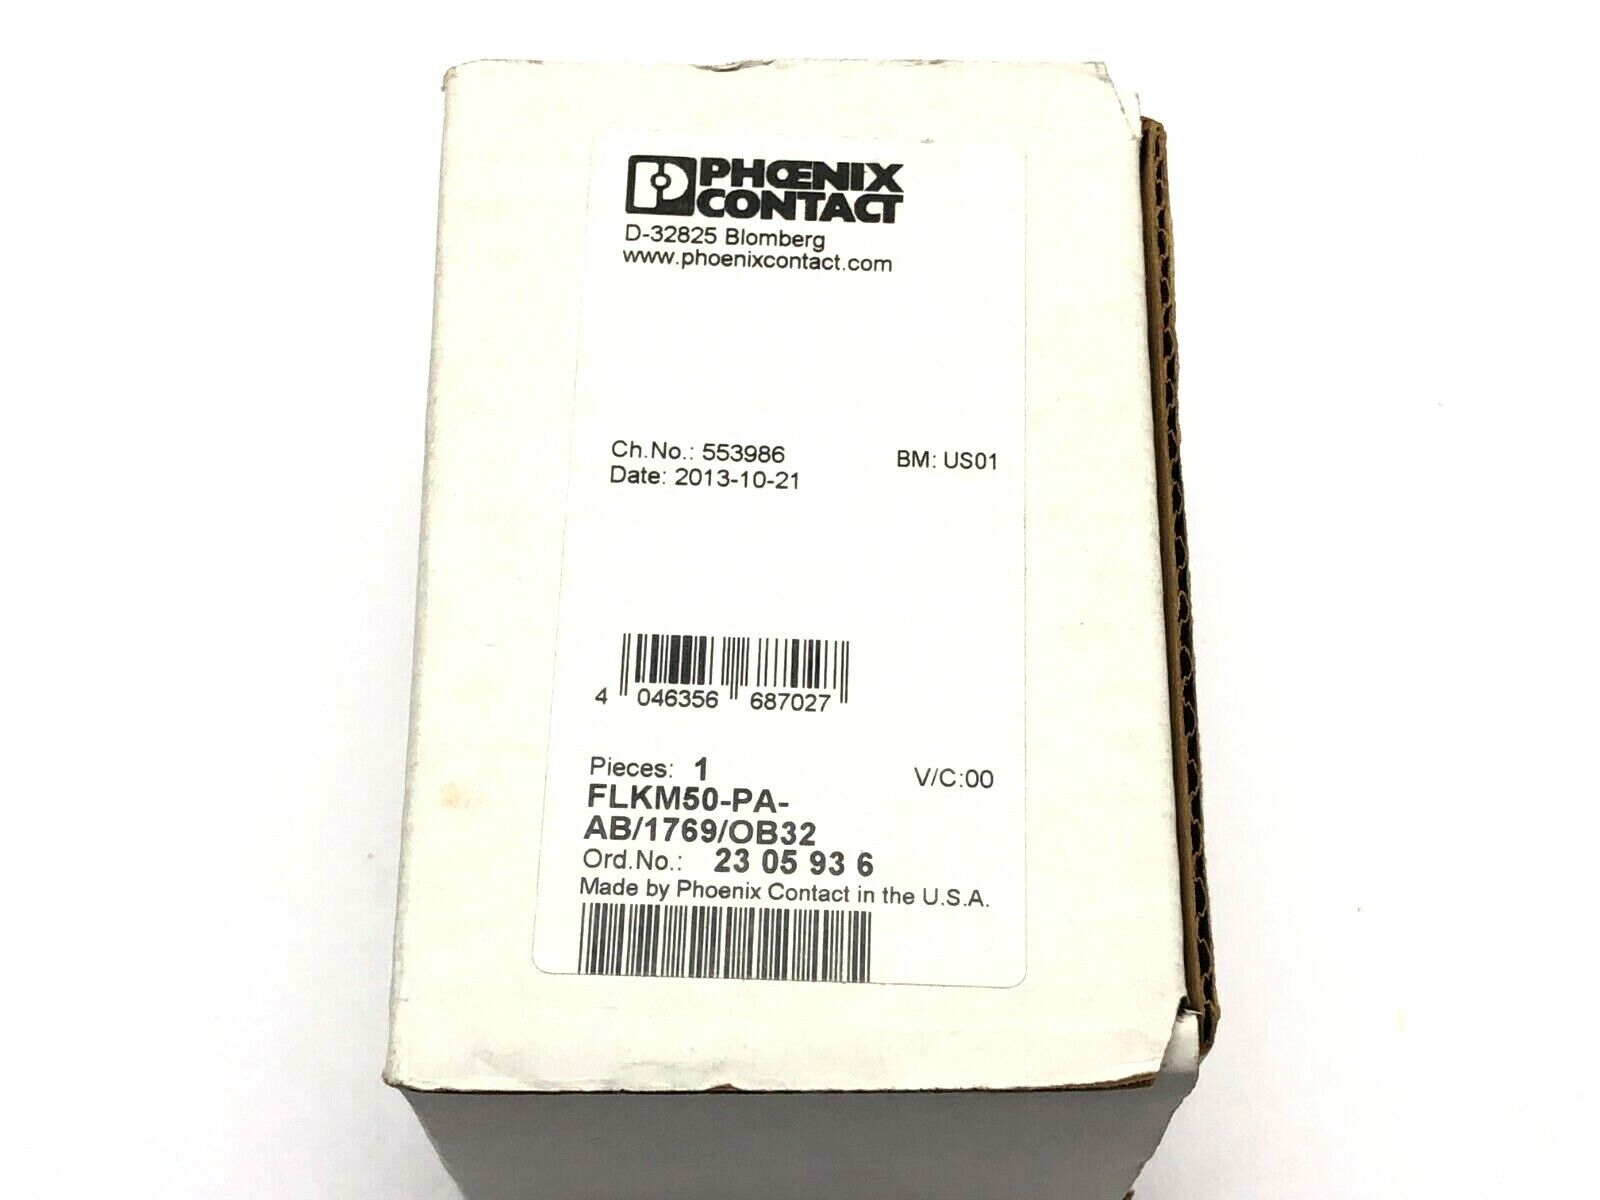 PHŒNIX
CONTACT
D-32825 Blomberg
www.phoenixcontact.com
Ch.No.: 553986
BM: US01
Date: 2013-10-21
4 046356 687027
Pieces: 1
V/C:00
FLKM50-PA-
AB/1769/OB32
Ord.No.: 23 05 93 6
Made by Phoenix Contact in the U.S.A.